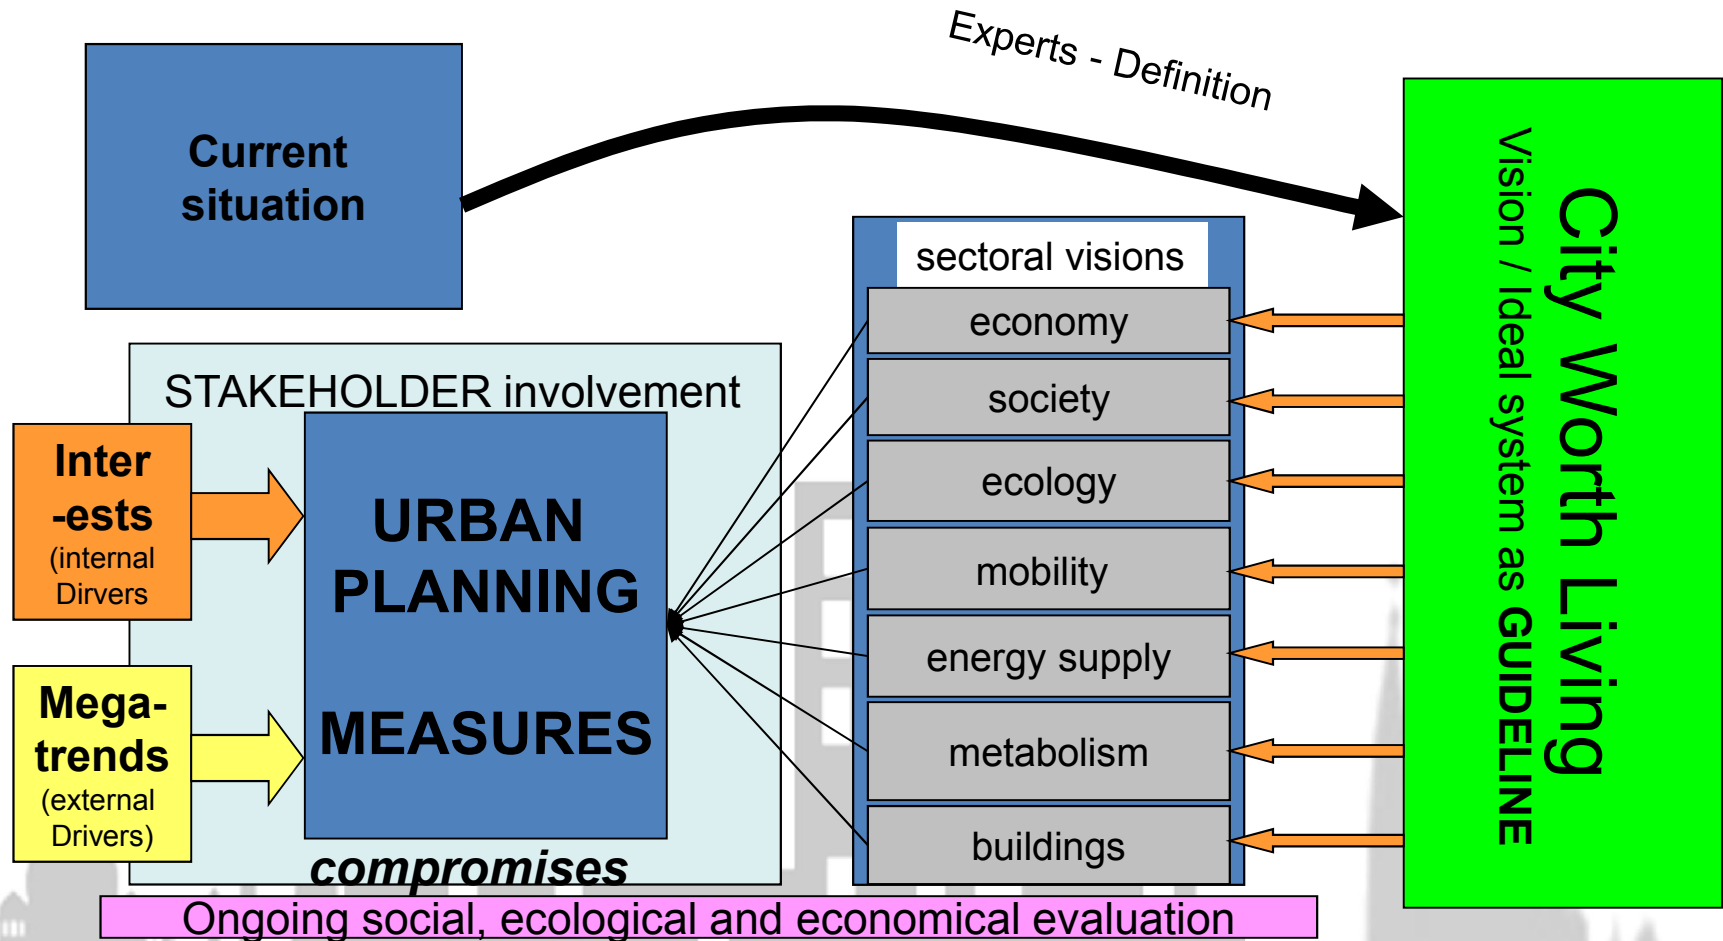 Experts - Definition
Current
situation
sectoral visions
economy
society
ecology
mobility
energy supply
metabolism
buildings
City Worth Living
Vision / Ideal system as GUIDELINE
STAKEHOLDER involvement
Inter
-ests
(internal
Dirvers
Mega-
trends
(external
Drivers)
URBAN
PLANNING
MEASURES
compromises
Ongoing social, ecological and economical evaluation